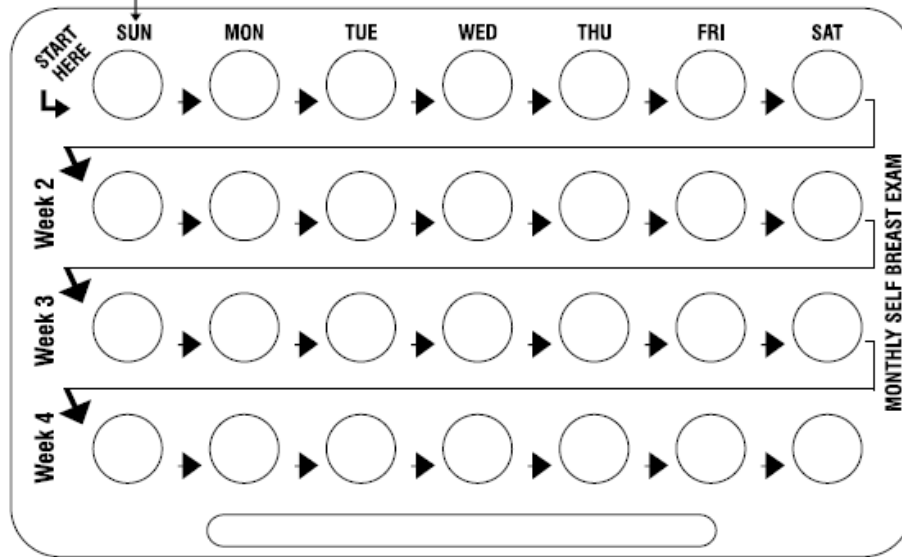 START
HERE
SUN MON TUE WED THU FRI SAT
Week 2
Week 3
Week 4
MONTHLY SELF BREAST EXAM